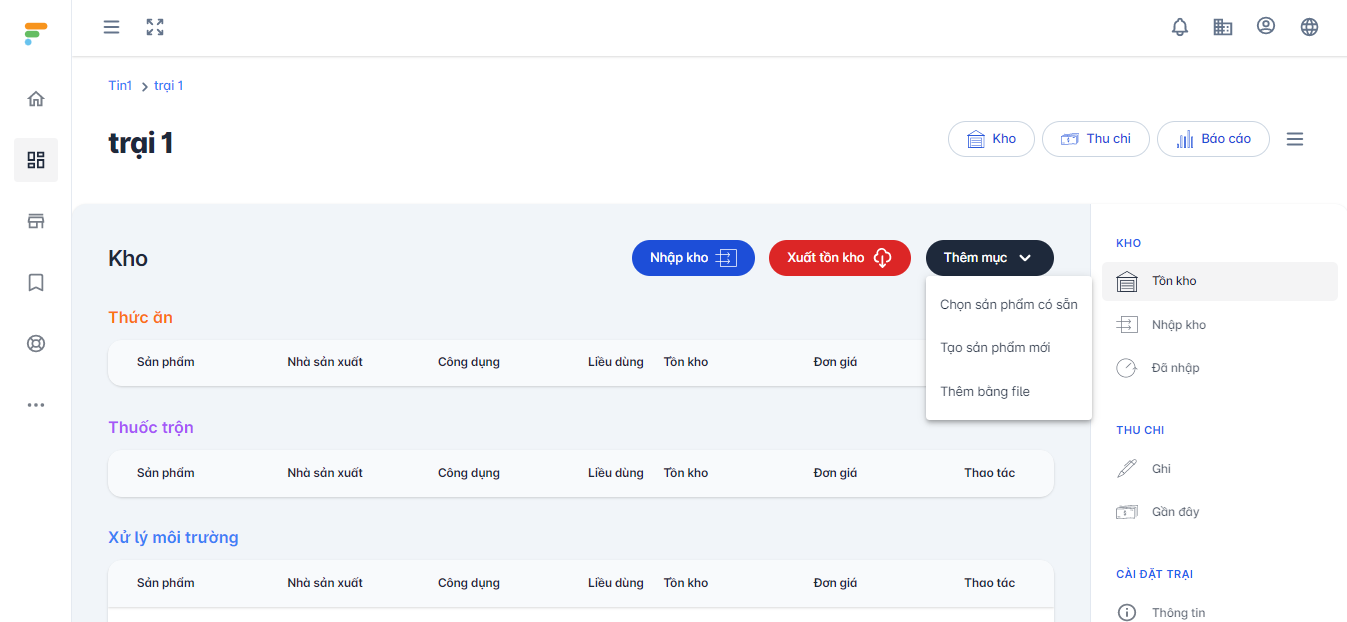 Tin1 > trại 1
trại 1
Kho
Thu chi
Báo cáo
Kho
Nhập kho
Xuất tồn kho
Thêm mục
Chọn sản phẩm có sẵn
Tạo sản phẩm mới
Thêm bằng file
Thức ăn
Sản phẩm Nhà sản xuất Công dụng Liều dùng Tồn kho Đơn giá
Thuốc trộn
Sản phẩm Nhà sản xuất Công dụng Liều dùng Tồn kho Đơn giá Thao tác
Xử lý môi trường
Sản phẩm Nhà sản xuất Công dụng Liều dùng Tồn kho Đơn giá Thao tác
KHO
Tồn kho
Nhập kho
Đã nhập
THU CHI
Ghi
Gần đây
CÀI ĐẶT TRẠI
Thông tin